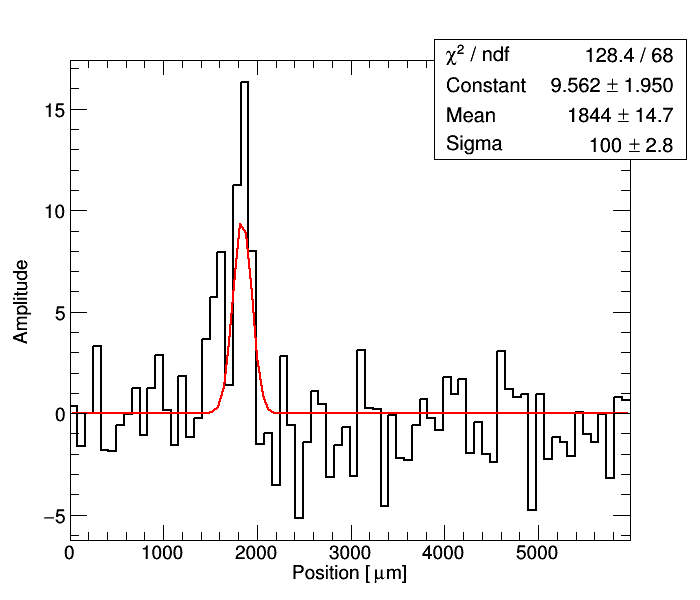 χ² / ndf 128.4 / 68
Constant 9.562 ± 1.950
Mean 1844 ± 14.7
Sigma 100 ± 2.8
15
10
5
0
−5
Amplitude
0 1000 2000 3000 4000 5000
Position [ μm]